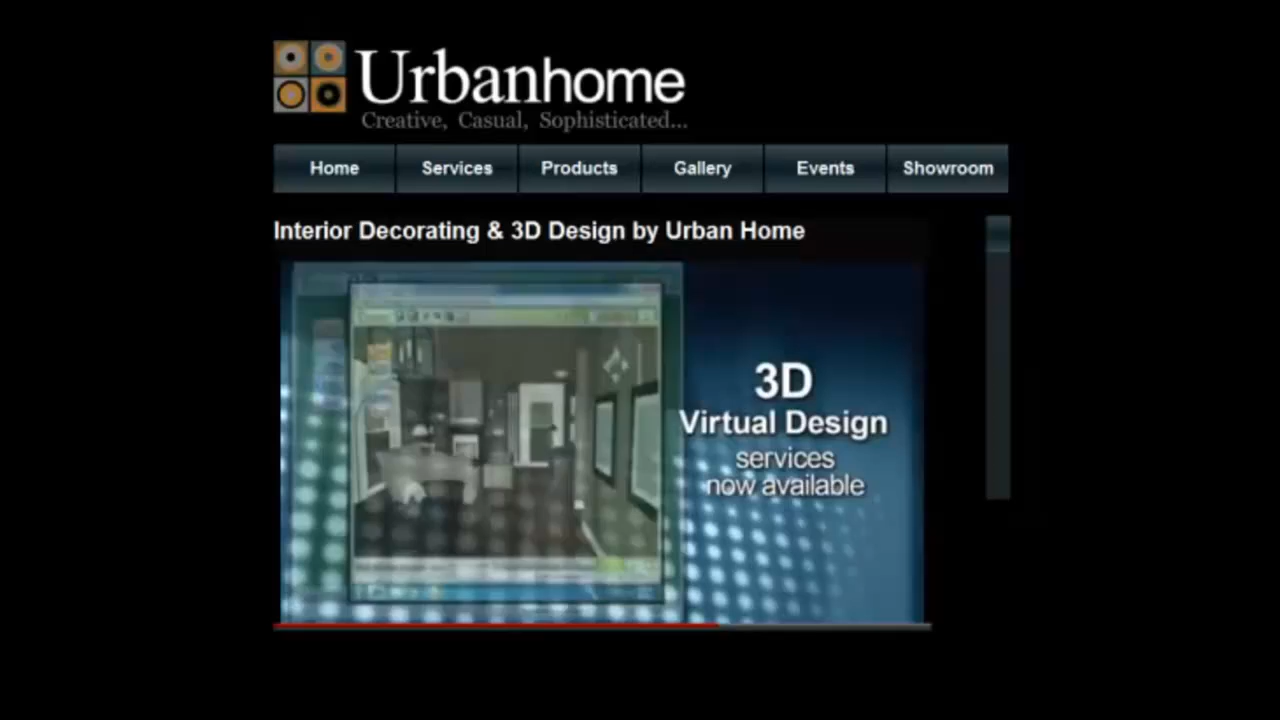 Urbanhome
Creative, Casual, Sophisticated...
Home Services Products Gallery Events Showroom
Interior Decorating & 3D Design by Urban Home
3D
Virtual Design
services
now available